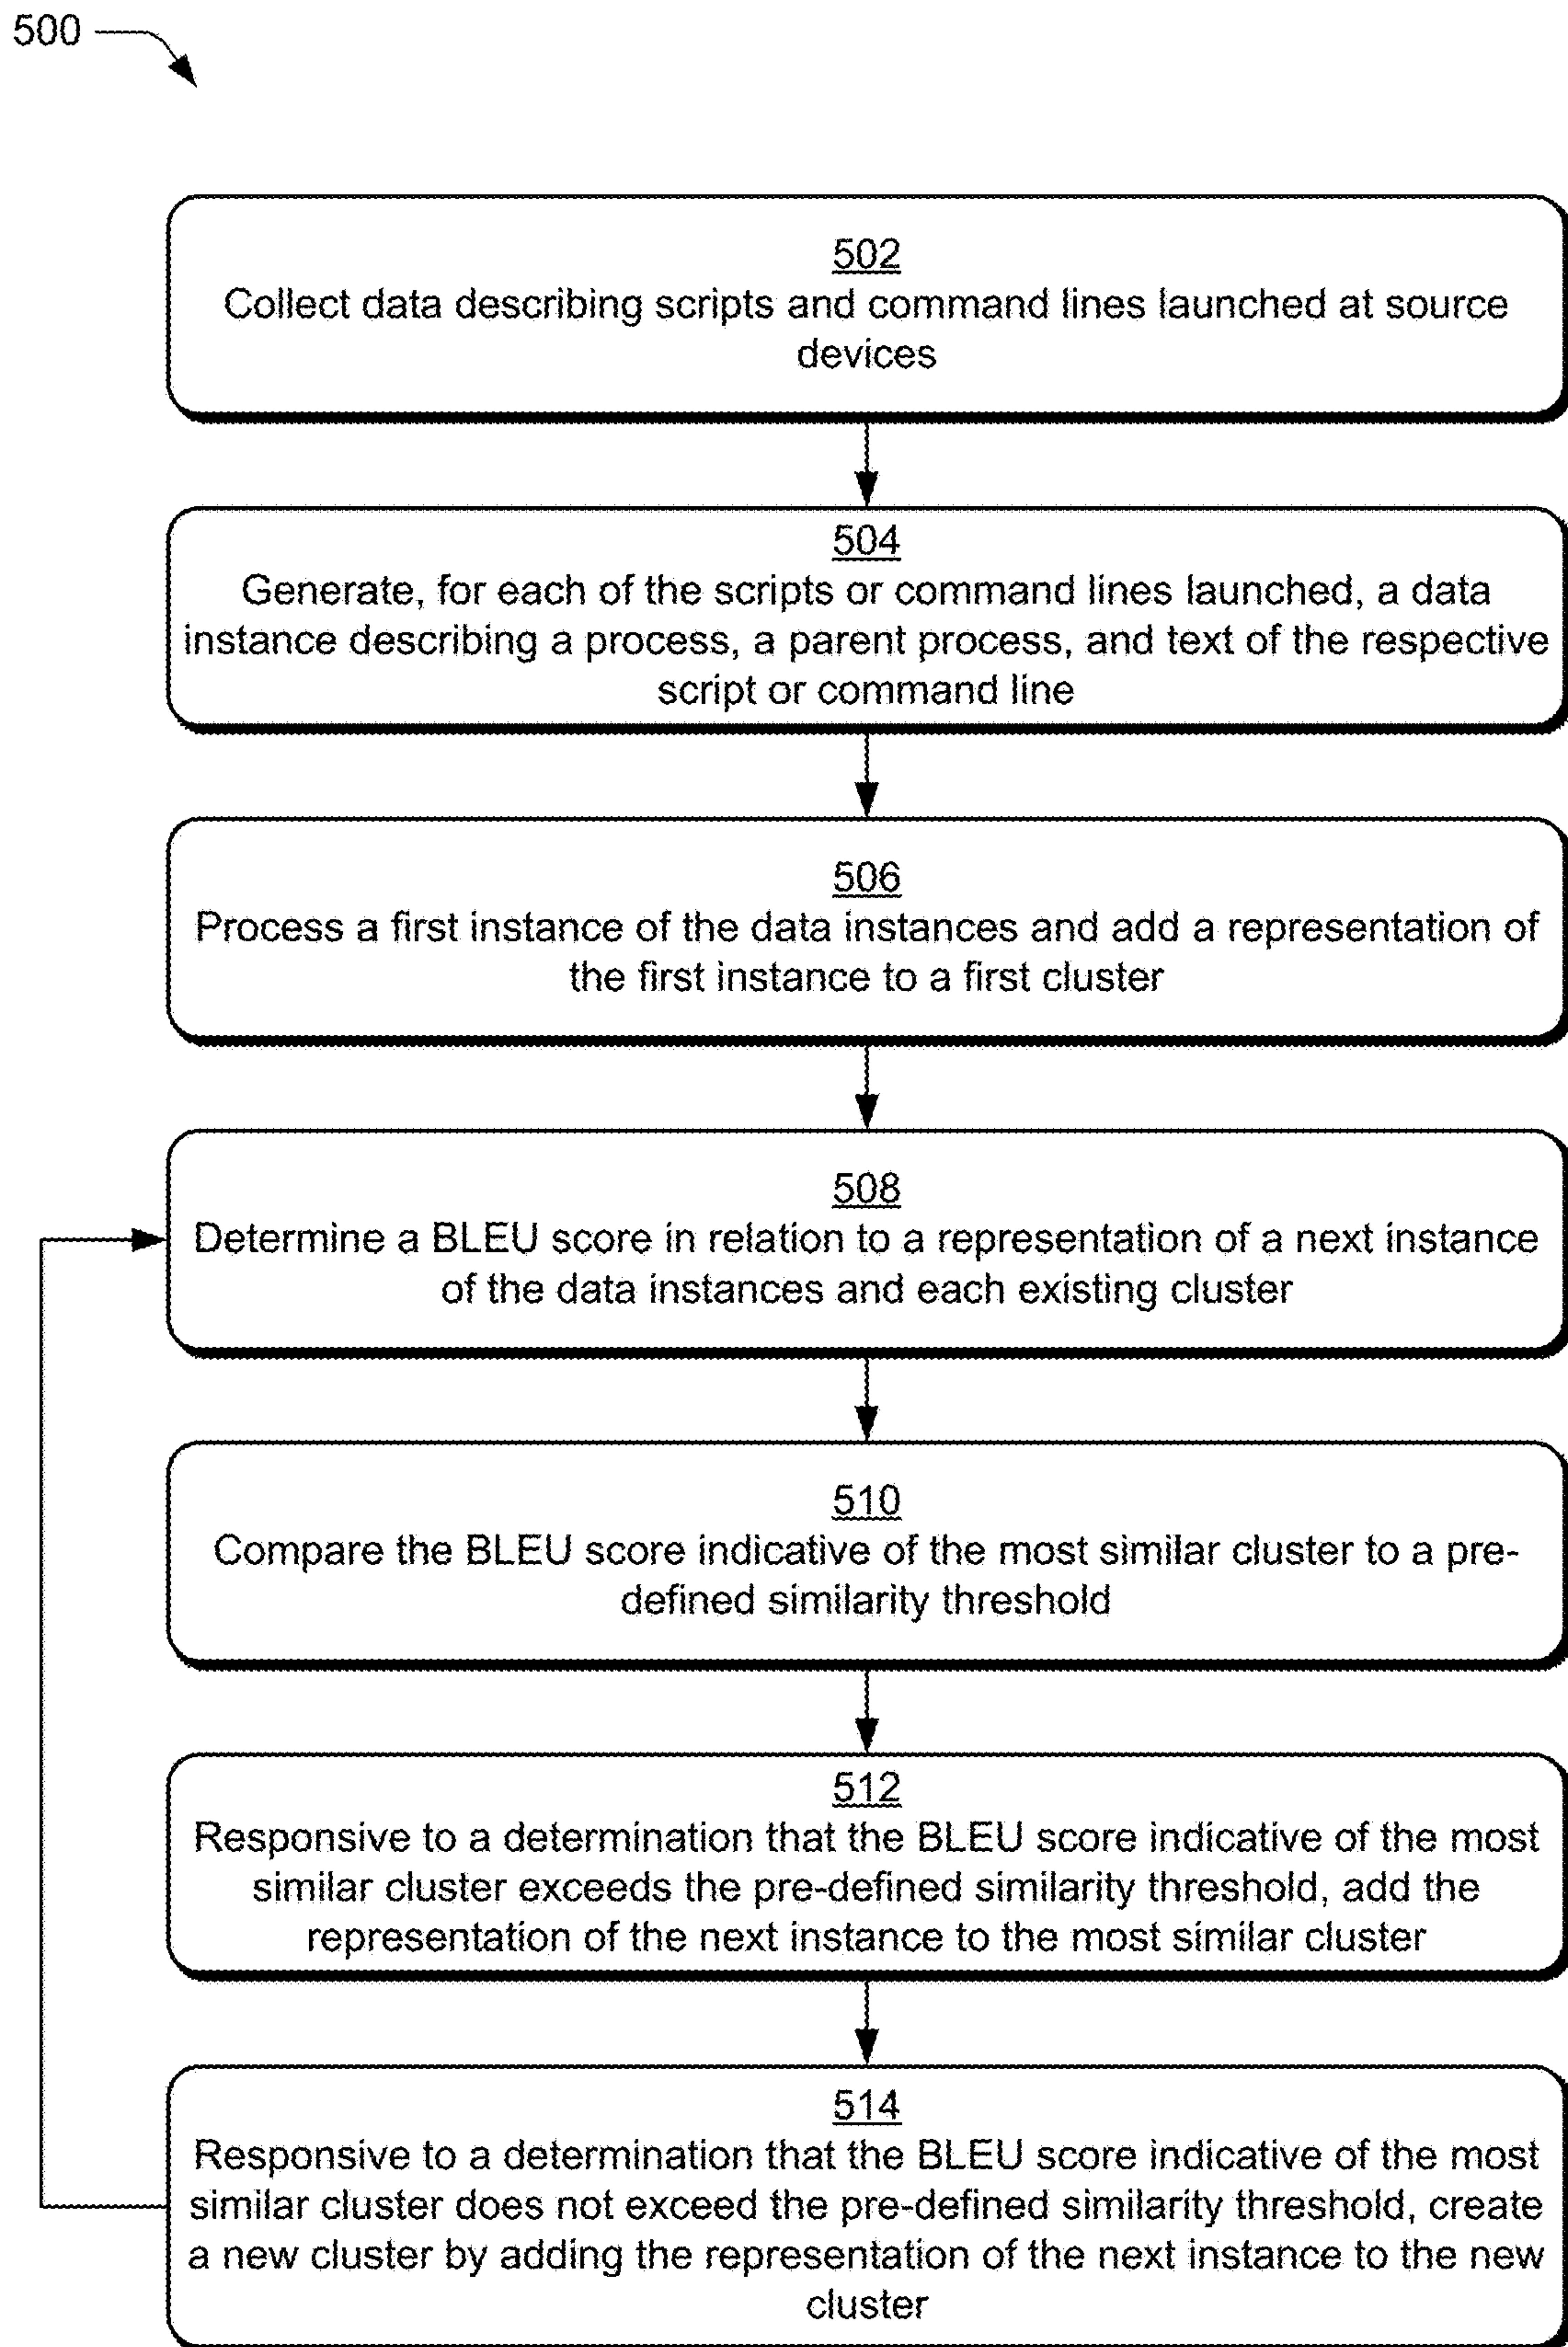 500
502
Collect data describing scripts and command lines launched at source
devices
504
Generate, for each of the scripts or command lines launched, a data
instance describing a process, a parent process, and text of the respective
script or command line
506
Process a first instance of the data instances and add a representation of
the first instance to a first cluster
508
Determine a BLEU score in relation to a representation of a next instance
of the data instances and each existing cluster
510
Compare the BLEU score indicative of the most similar cluster to a pre-
defined similarity threshold
512
Responsive to a determination that the BLEU score indicative of the most
similar cluster exceeds the pre-defined similarity threshold, add the
representation of the next instance to the most similar cluster
514
Responsive to a determination that the BLEU score indicative of the most
similar cluster does not exceed the pre-defined similarity threshold, create
a new cluster by adding the representation of the next instance to the new
cluster